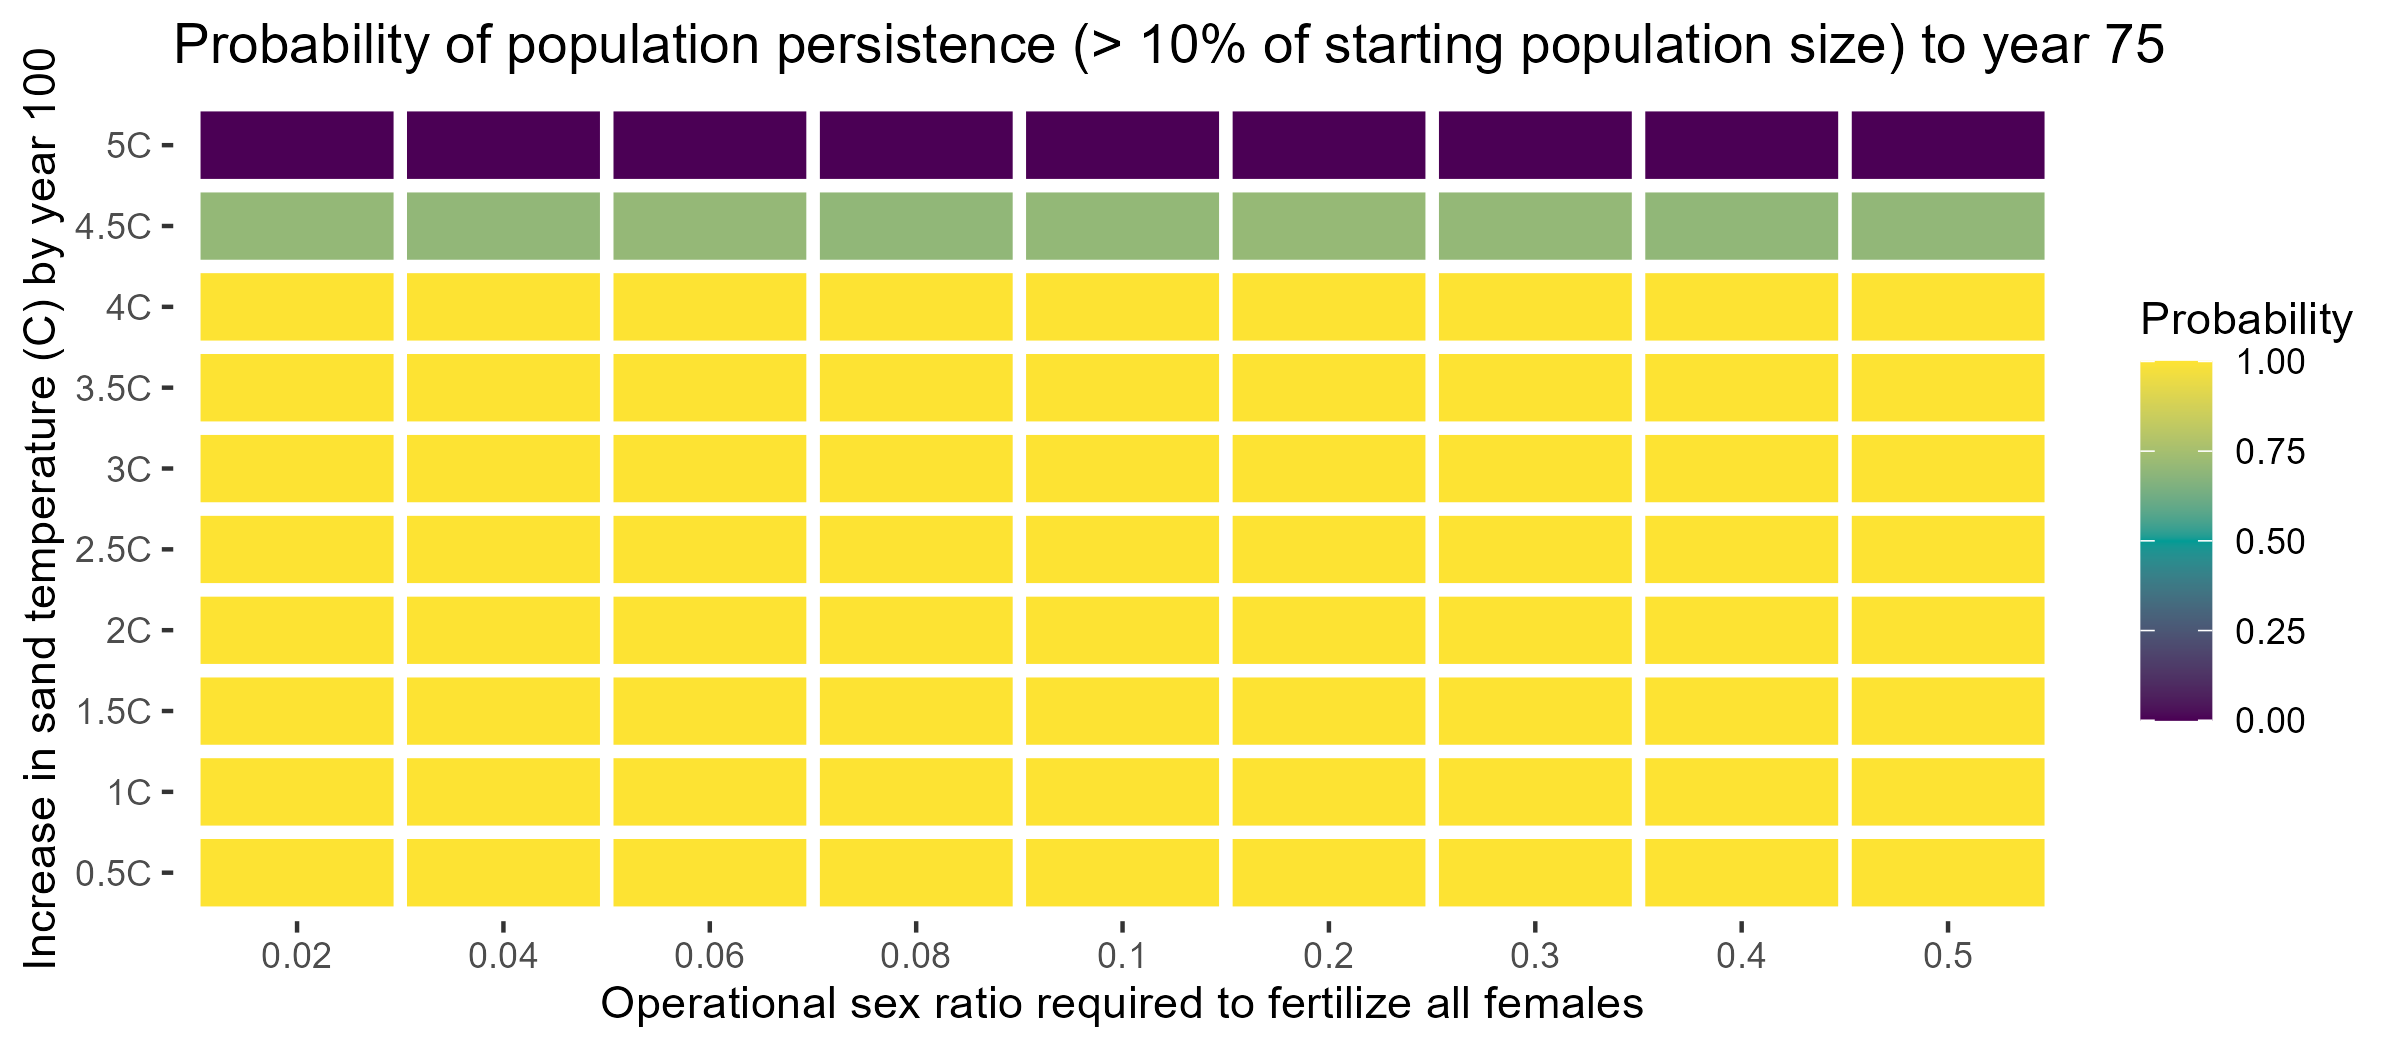 Probability of population persistence (> 10% of starting population size) to year 75
Increase in sand temperature (C) by year 100
5C
4.5C
4C
3.5C
3C
2.5C
2C
1.5C
1C
0.5C
0.02 0.04 0.06 0.08 0.1 0.2 0.3 0.4 0.5
Operational sex ratio required to fertilize all females
Probability
1.00
0.75
0.50
0.25
0.00